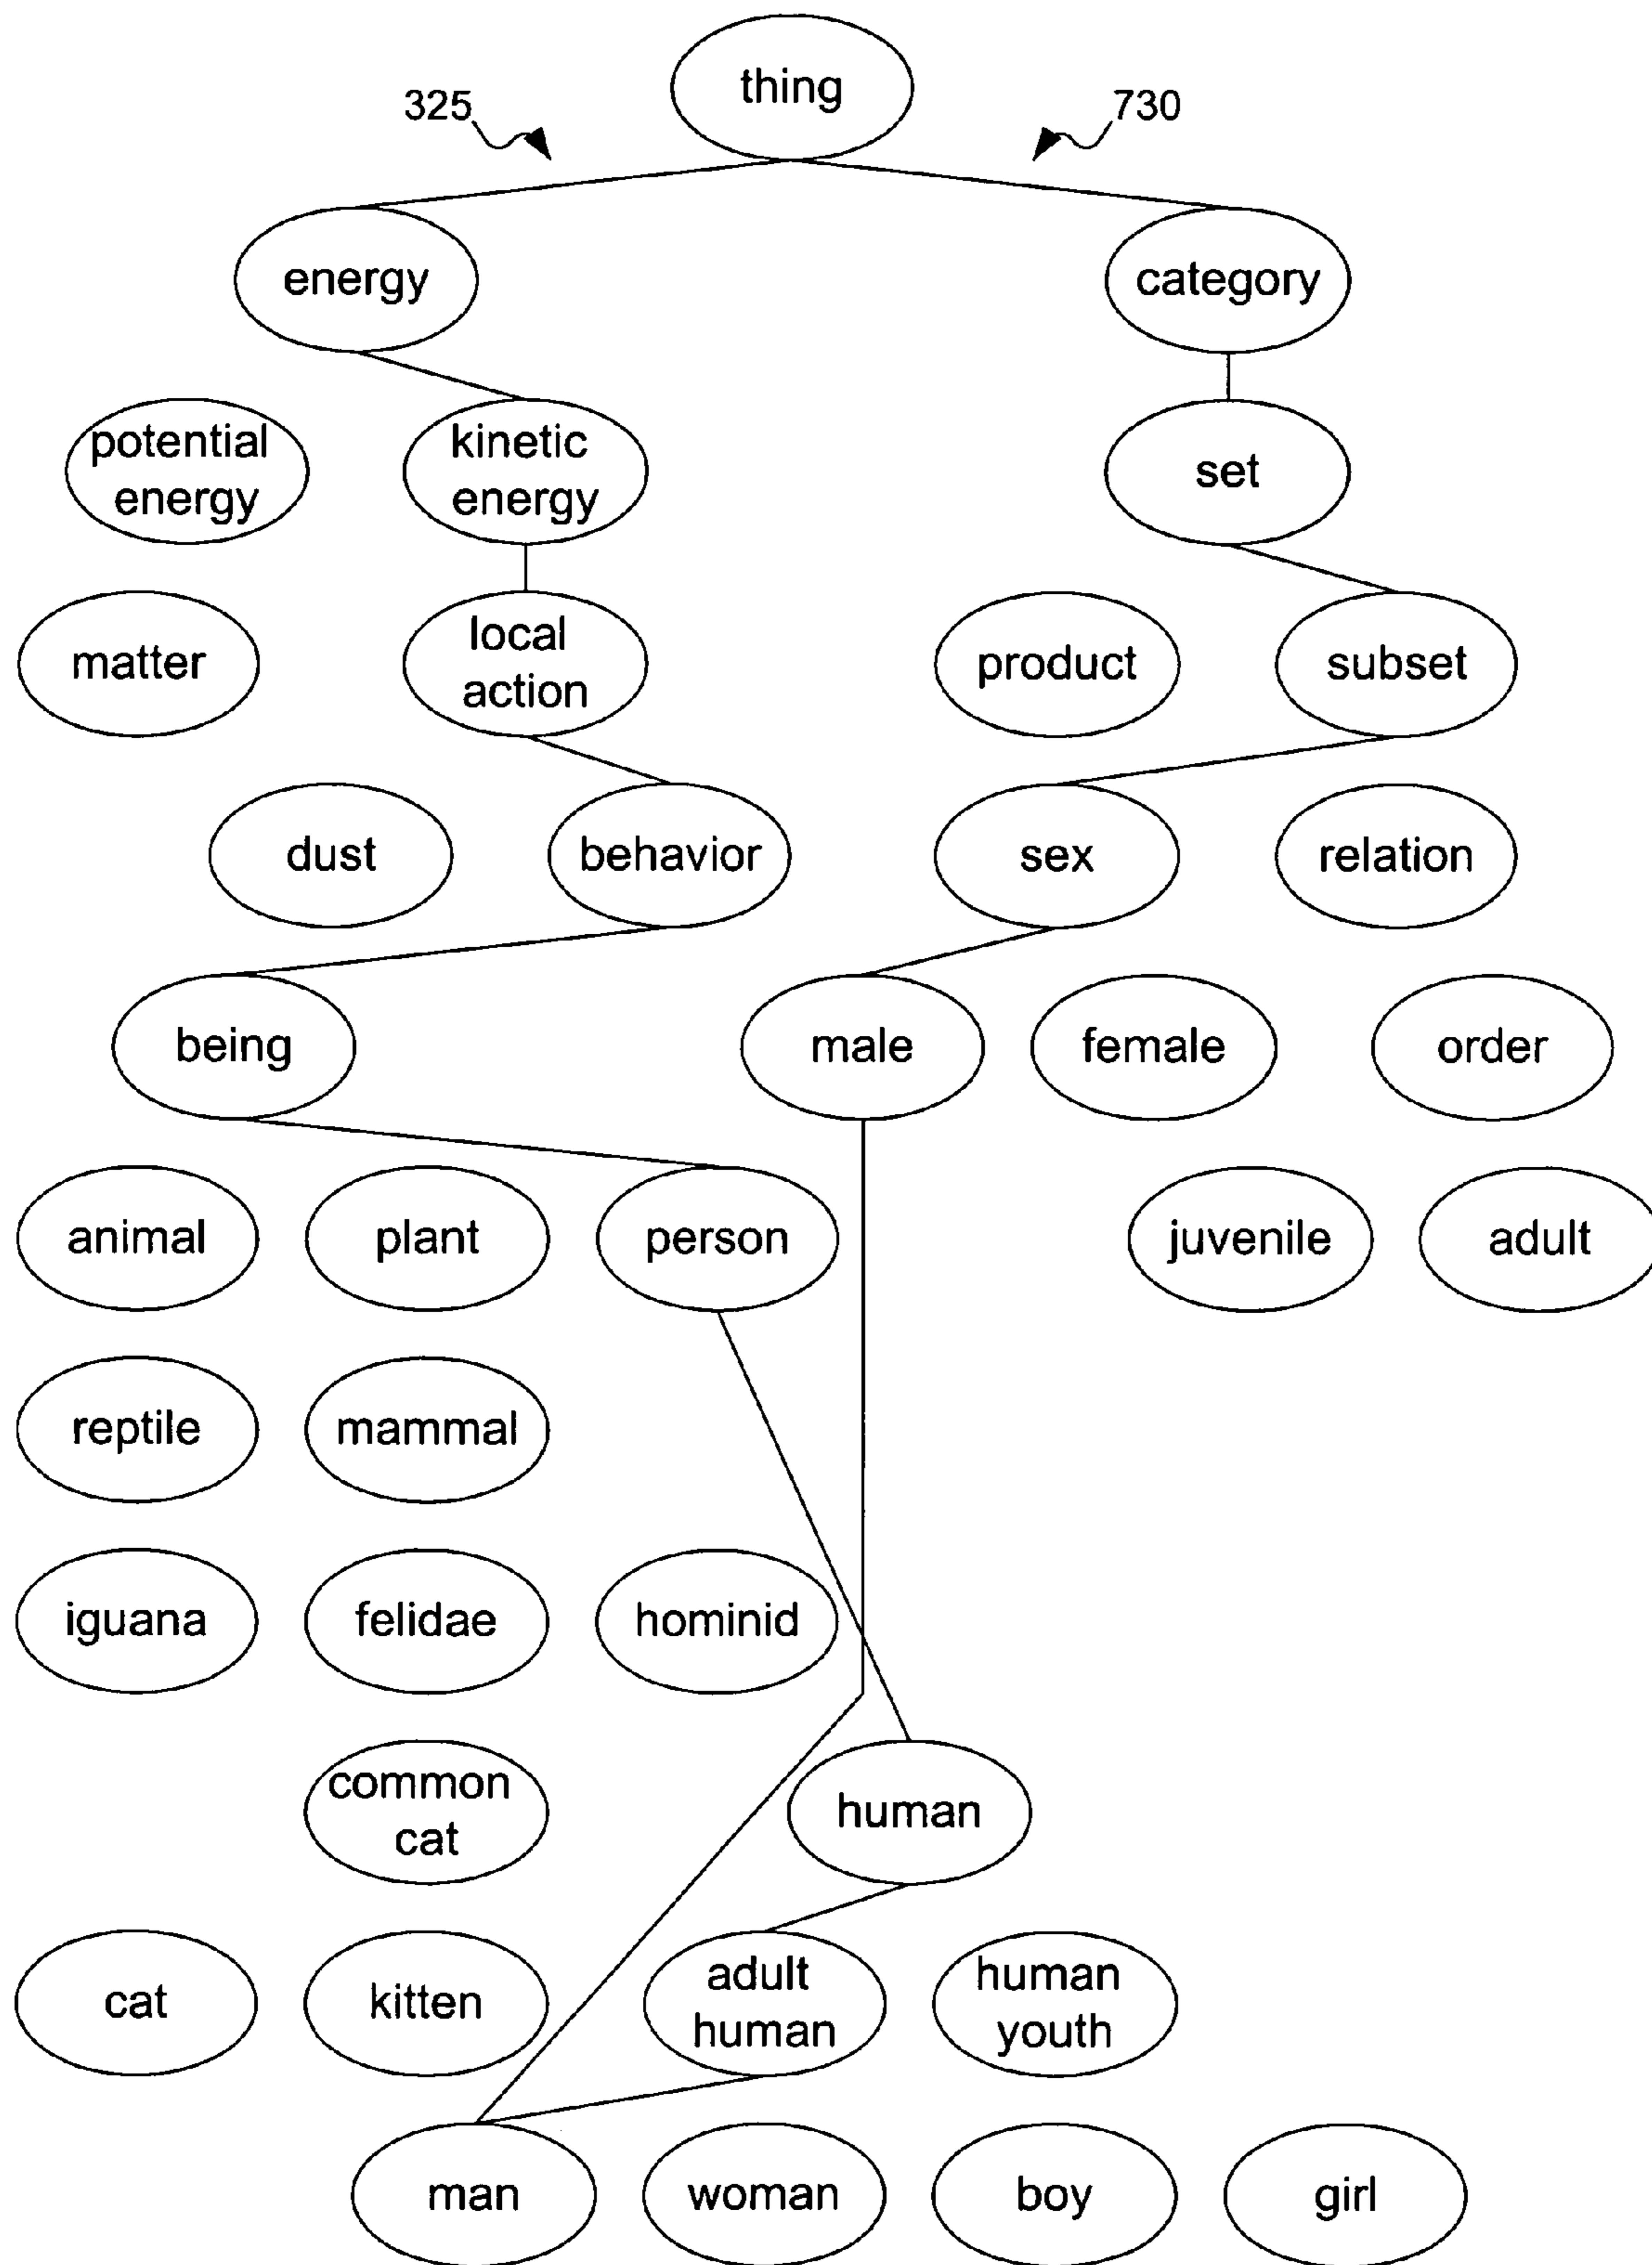 thing
325
730
energy
category
potential
energy
kinetic
energy
set
matter
local
action
product
subset
dust
behavior
sex
relation
being
male
female
order
animal
plant
person
juvenile
adult
reptile
mammal
iguana
felidae
hominid
common
cat
human
cat
kitten
adult
human
human
youth
man
woman
boy
girl